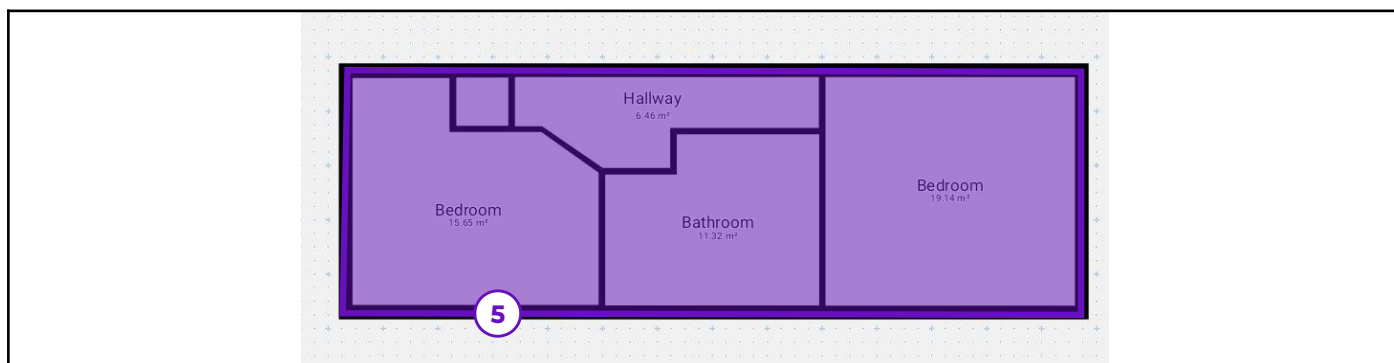 Hallway
6.46 m²
Bedroom
19.14 m²
Bedroom
15.65 m²
Bathroom
11.32 m²
5